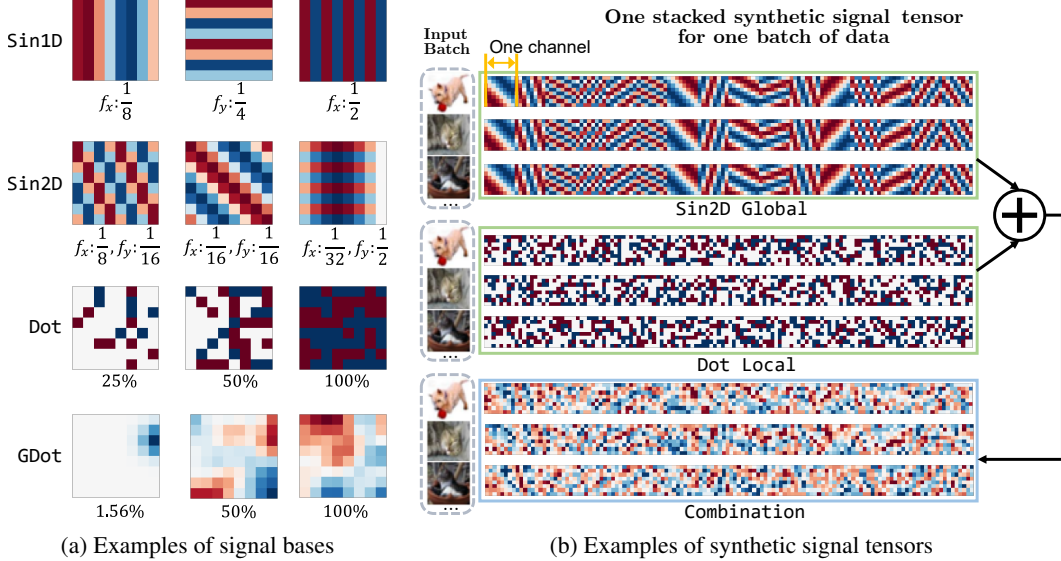 Sin1D
f_x:1/8
f_y:1/4
f_x:1/2
Sin2D
f_x:1/8, f_y:1/16
f_x:1/16, f_y:1/16
f_x:1/32, f_y:1/2
Dot
25%
50%
100%
GDot
1.56%
50%
100%
(a) Examples of signal bases
One stacked synthetic signal tensor
for one batch of data
Input
Batch
One channel
...
Sin2D Global
...
Dot Local
...
Combination
(b) Examples of synthetic signal tensors